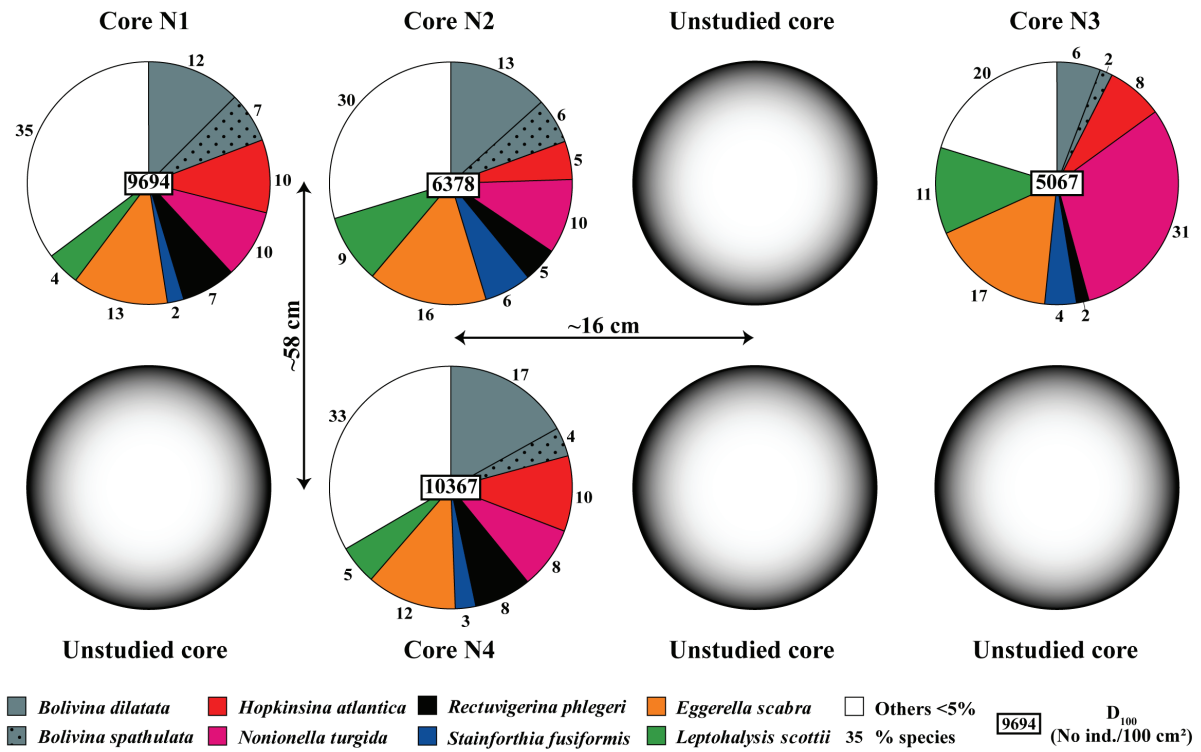 Core N1
Core N2
Unstudied core
Core N3
12
7
10
10
7
2
13
4
35
9694
13
6
5
10
5
6
16
9
30
6378
6
2
8
31
2
4
17
11
20
5067
~58 cm
~16 cm
17
4
10
8
8
3
12
5
33
10367
Unstudied core
Core N4
Unstudied core
Unstudied core
Bolivina dilatata
Hopkinsina atlantica
Rectuvigerina phlegeri
Eggerella scabra
Others <5%
Bolivina spathulata
Nonionella turgida
Stainforthia fusiformis
Leptohalysis scottii
35 % species
9694
D100
(No ind./100 cm²)